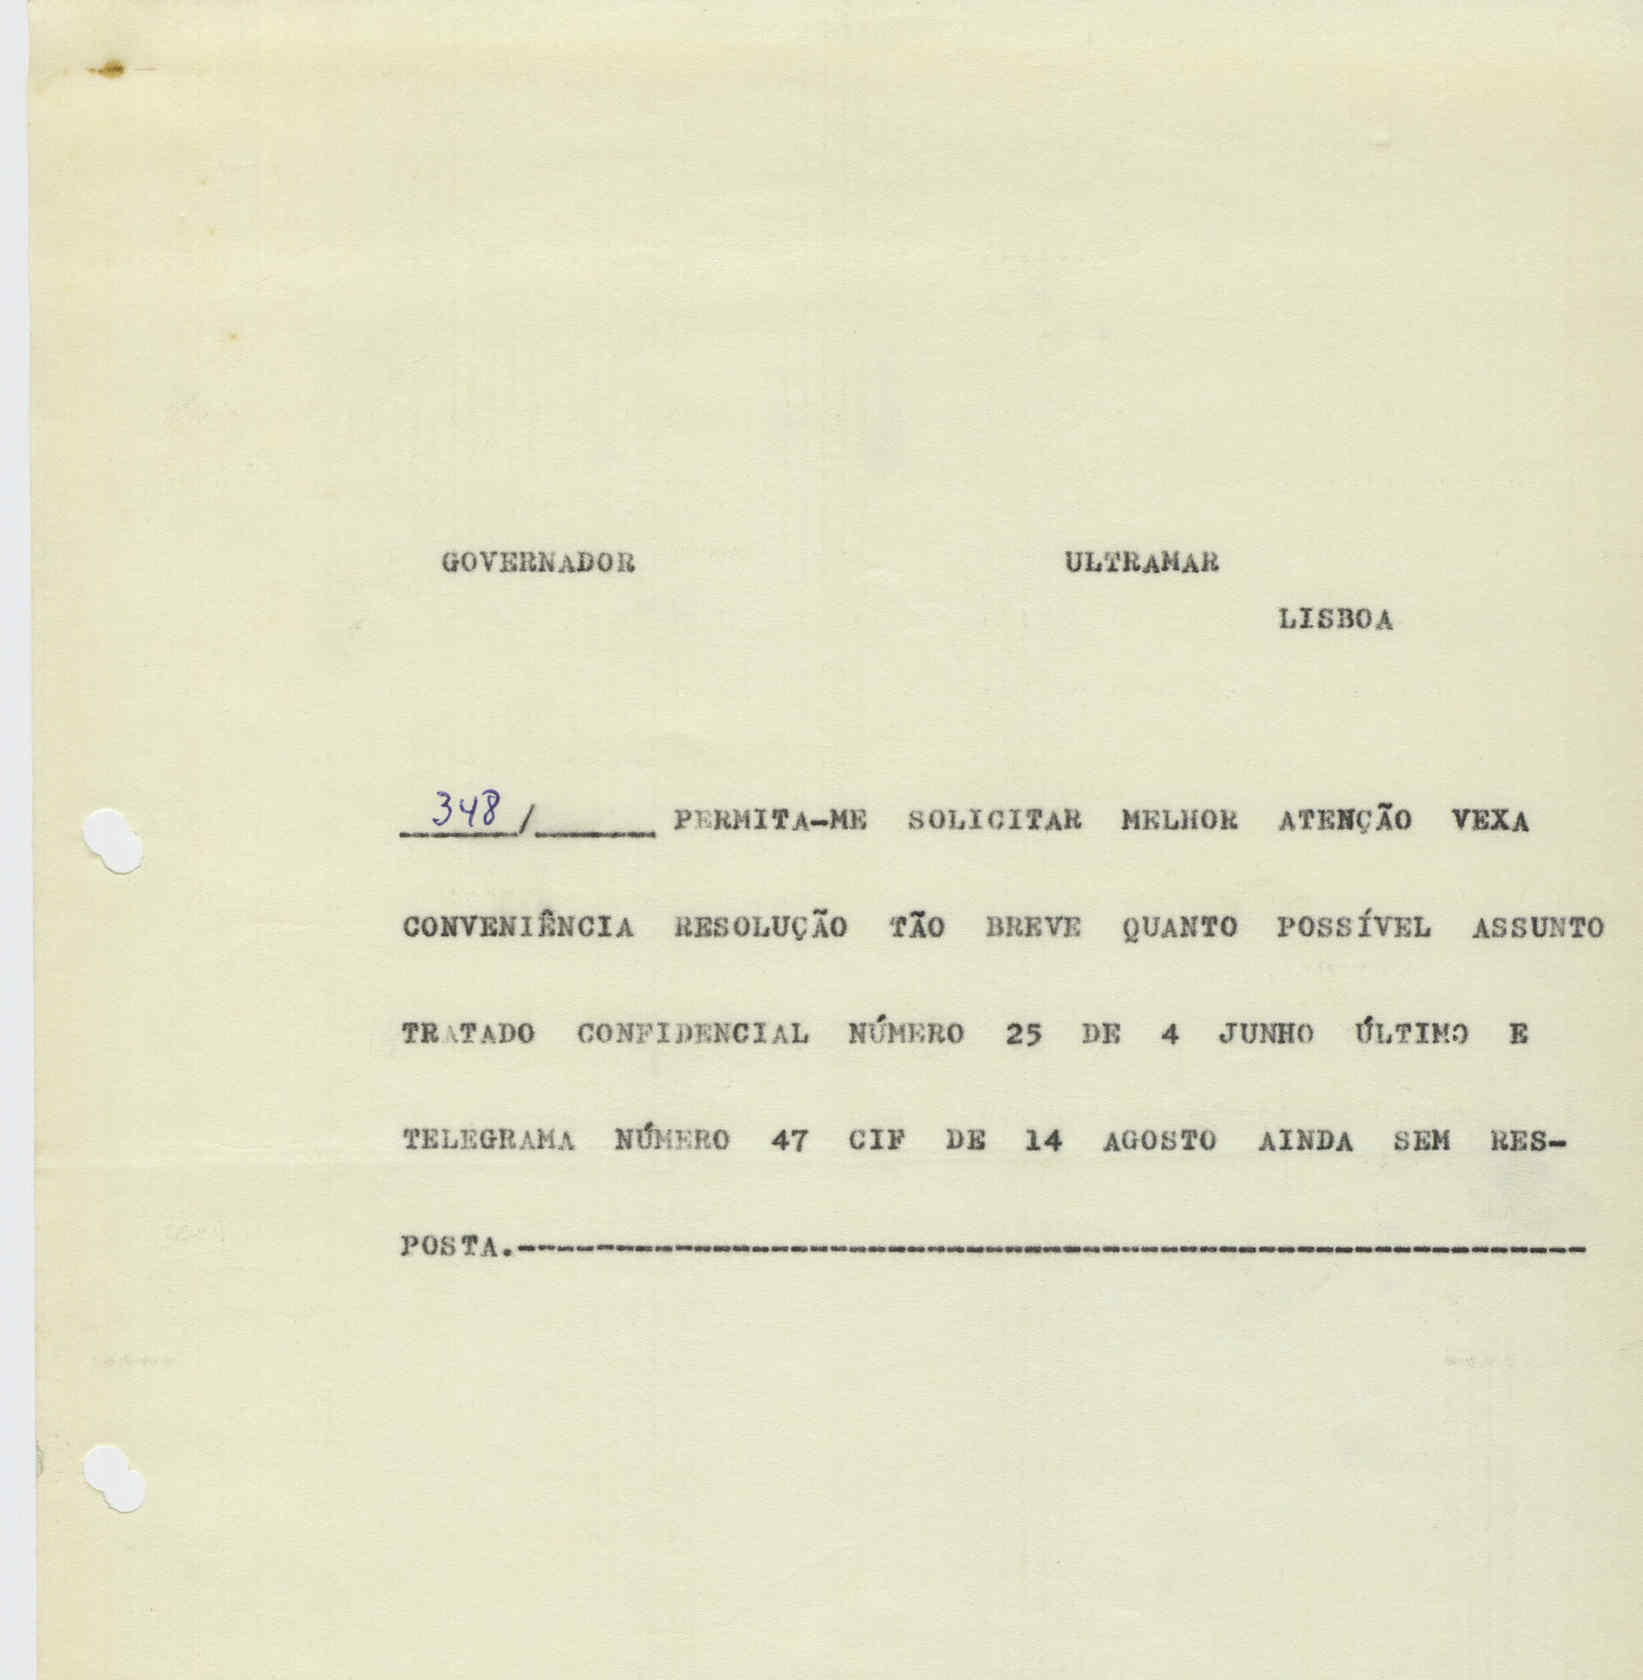 GOVERNADOR ULTRAMAR
LISBOA
348/______ PERMITA-ME SOLICITAR MELHOR ATENÇÃO VEXA
CONVENIÊNCIA RESOLUÇÃO TÃO BREVE QUANTO POSSÍVEL ASSUNTO
TRATADO CONFIDENCIAL NÚMERO 25 DE 4 JUNHO ÚLTIMO E
TELEGRAMA NÚMERO 47 CIF DE 14 AGOSTO AINDA SEM RES-
POSTA.--------------------------------------------------------